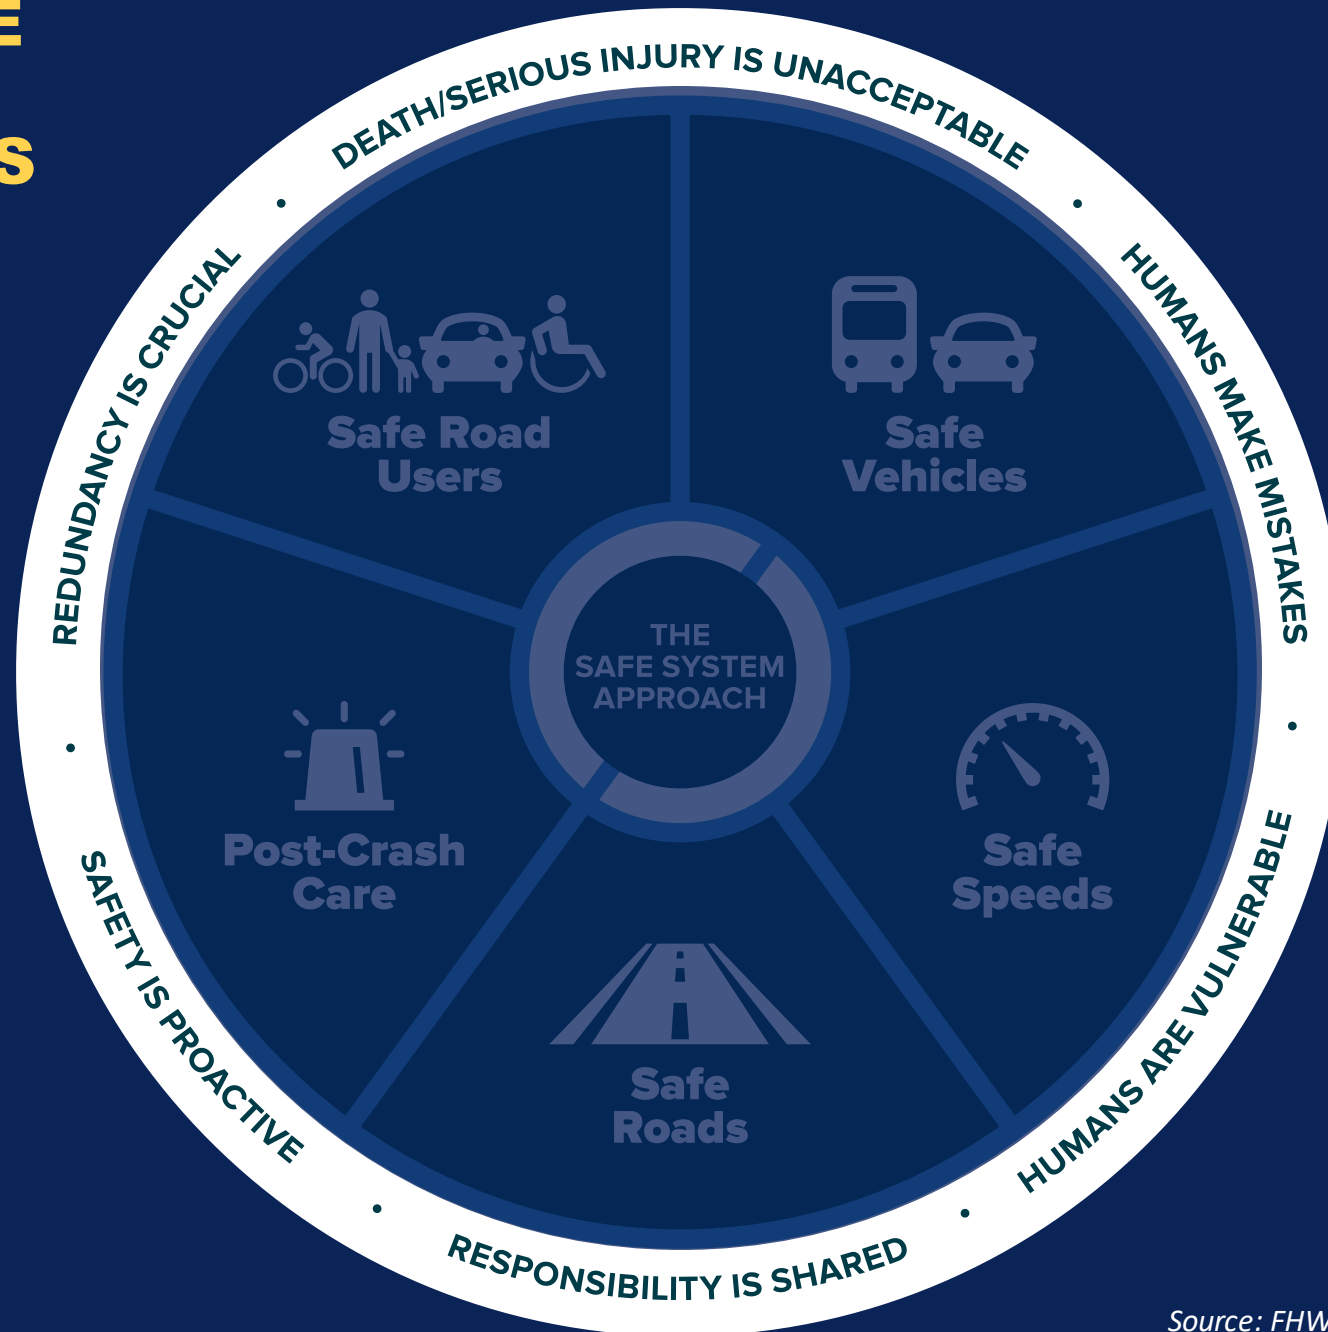 E
S
DEATH/SERIOUS INJURY IS UNACCEPTABLE
HUMANS MAKE MISTAKES
HUMANS ARE VULNERABLE
RESPONSIBILITY IS SHARED
SAFETY IS PROACTIVE
REDUNDANCY IS CRUCIAL
Safe Road
Users
Safe
Vehicles
THE
SAFE SYSTEM
APPROACH
Post-Crash
Care
Safe
Speeds
Safe
Roads
Source: FHW